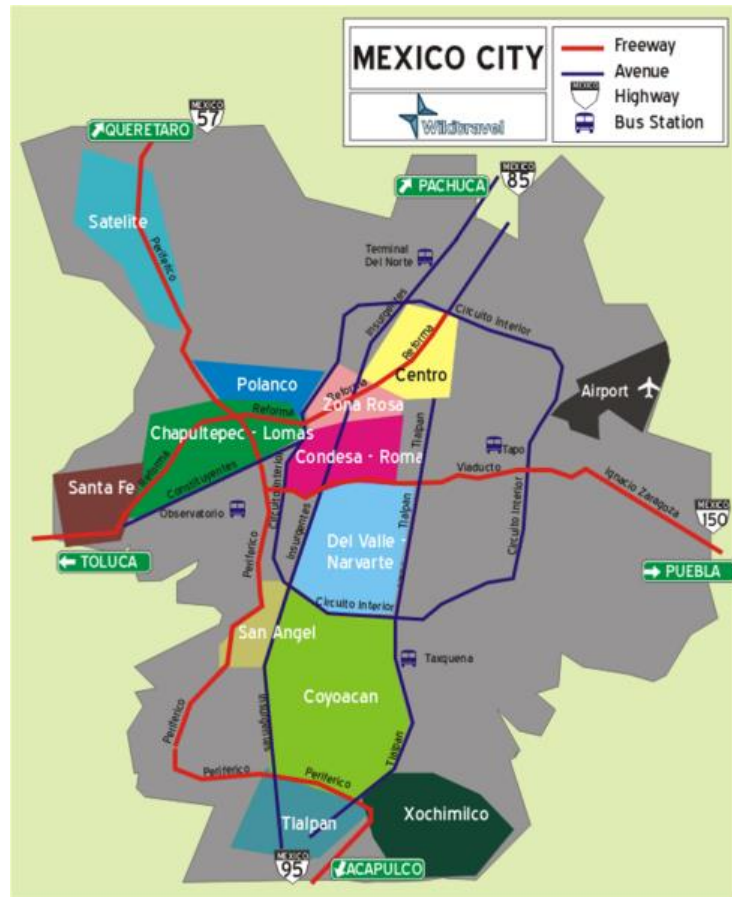 MEXICO CITY
Wikitravel
Freeway
Avenue
MEXICO
Highway
Bus Station
MEXICO
57
QUERETARO
MEXICO
85
PACHUCA
Satelite
Periferico
Terminal
Del Norte
Insurgentes
Circuito Interior
Reforma
Centro
Polanco
Reforma
Zona Rosa
Airport
Reforma
Chapultepec - Lomas
Tlalpan
Condesa - Roma
Tapo
Reforma
Constituyentes
Circuito Interior
Viaducto
Ignacio Zaragoza
Santa Fe
Observatorio
MEXICO
150
Insurgentes
Tlalpan
Circuito Interior
Del Valle -
Narvarte
TOLUCA
PUEBLA
Periferico
Circuito Interior
San Angel
Taxquena
Coyoacan
Insurgentes
Periferico
Tlalpan
Periferico
Periferico
Tlalpan
Xochimilco
MEXICO
95
ACAPULCO